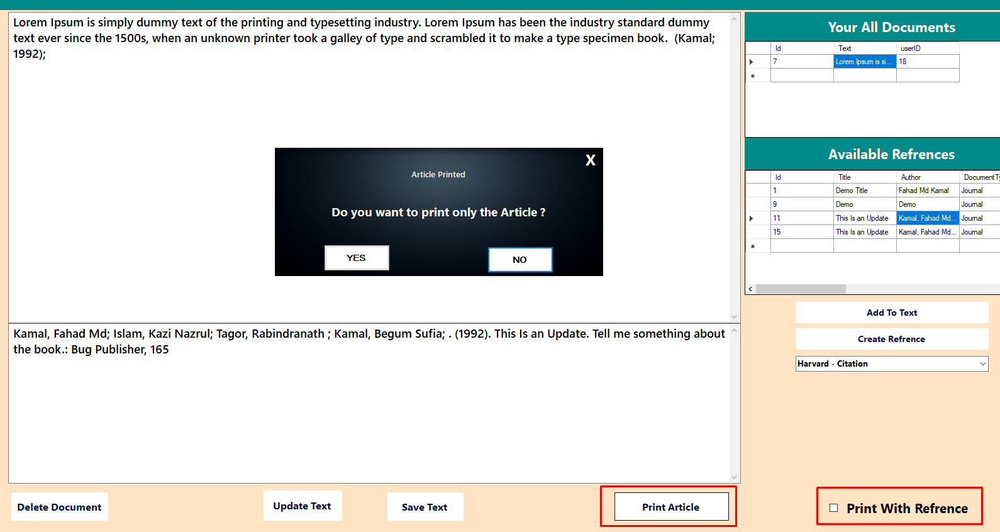 Lorem Ipsum is simply dummy text of the printing and typesetting industry. Lorem Ipsum has been the industry standard dummy
text ever since the 1500s, when an unknown printer took a galley of type and scrambled it to make a type specimen book.  (Kamal;
1992);
Article Printed
X
Do you want to print only the Article ?
YES
NO
Kamal, Fahad Md; Islam, Kazi Nazrul; Tagor, Rabindranath ; Kamal, Begum Sufia; . (1992). This Is an Update. Tell me something about
the book.: Bug Publisher, 165
Delete Document
Update Text
Save Text
Print Article
Your All Documents
Id Text userID
7 Lorem Ipsum is si... 18
Available Refrences
Id Title Author DocumentTy
1 Demo Title Fahad Md Kamal Journal
9 Demo Demo Journal
11 This Is an Update Kamal, Fahad Md... Journal
15 This Is an Update Kamal, Fahad Md... Journal
Add To Text
Create Refrence
Harvard - Citation
Print With Refrence